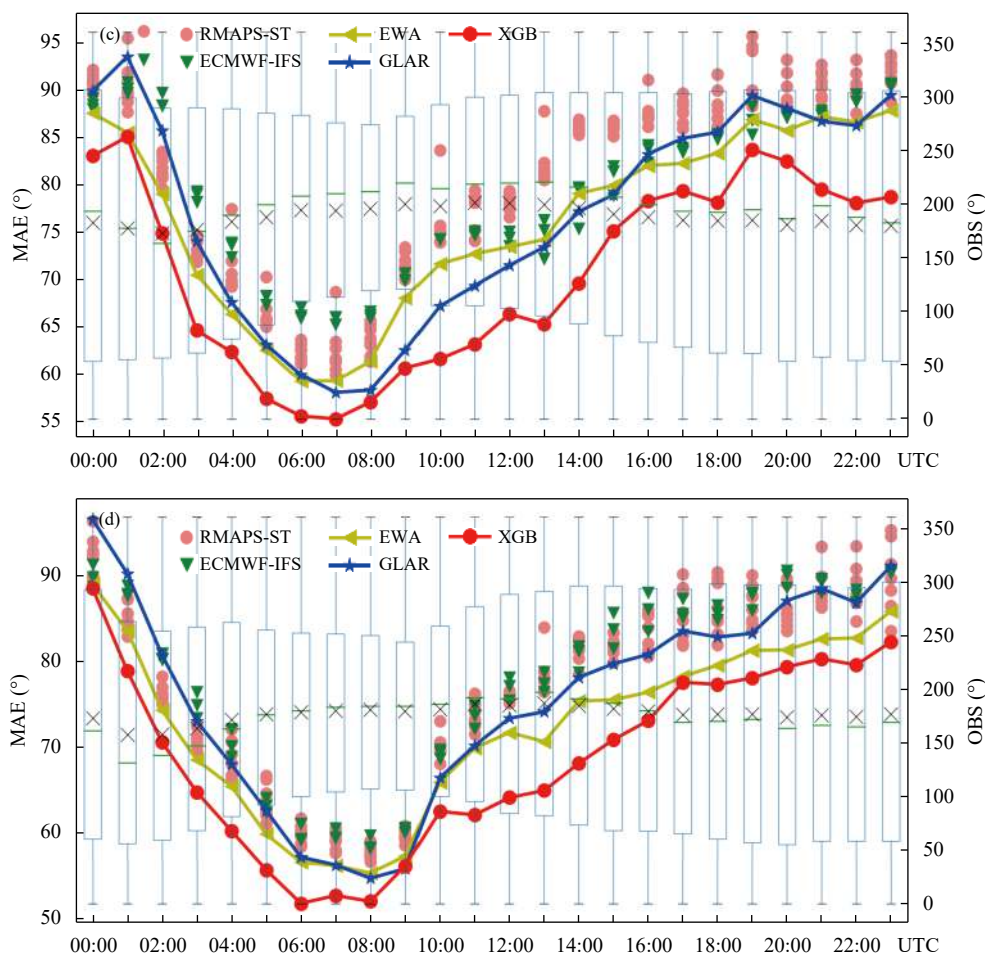 (c)
RMAPS-ST EWA XGB
ECMWF-IFS GLAR
95
90
85
80
75
70
65
60
55
MAE (°)
350
300
250
200
150
100
50
0
OBS (°)
00:00 02:00 04:00 06:00 08:00 10:00 12:00 14:00 16:00 18:00 20:00 22:00 UTC
(d)
RMAPS-ST EWA XGB
ECMWF-IFS GLAR
90
80
70
60
50
MAE (°)
350
300
250
200
150
100
50
0
OBS (°)
00:00 02:00 04:00 06:00 08:00 10:00 12:00 14:00 16:00 18:00 20:00 22:00 UTC